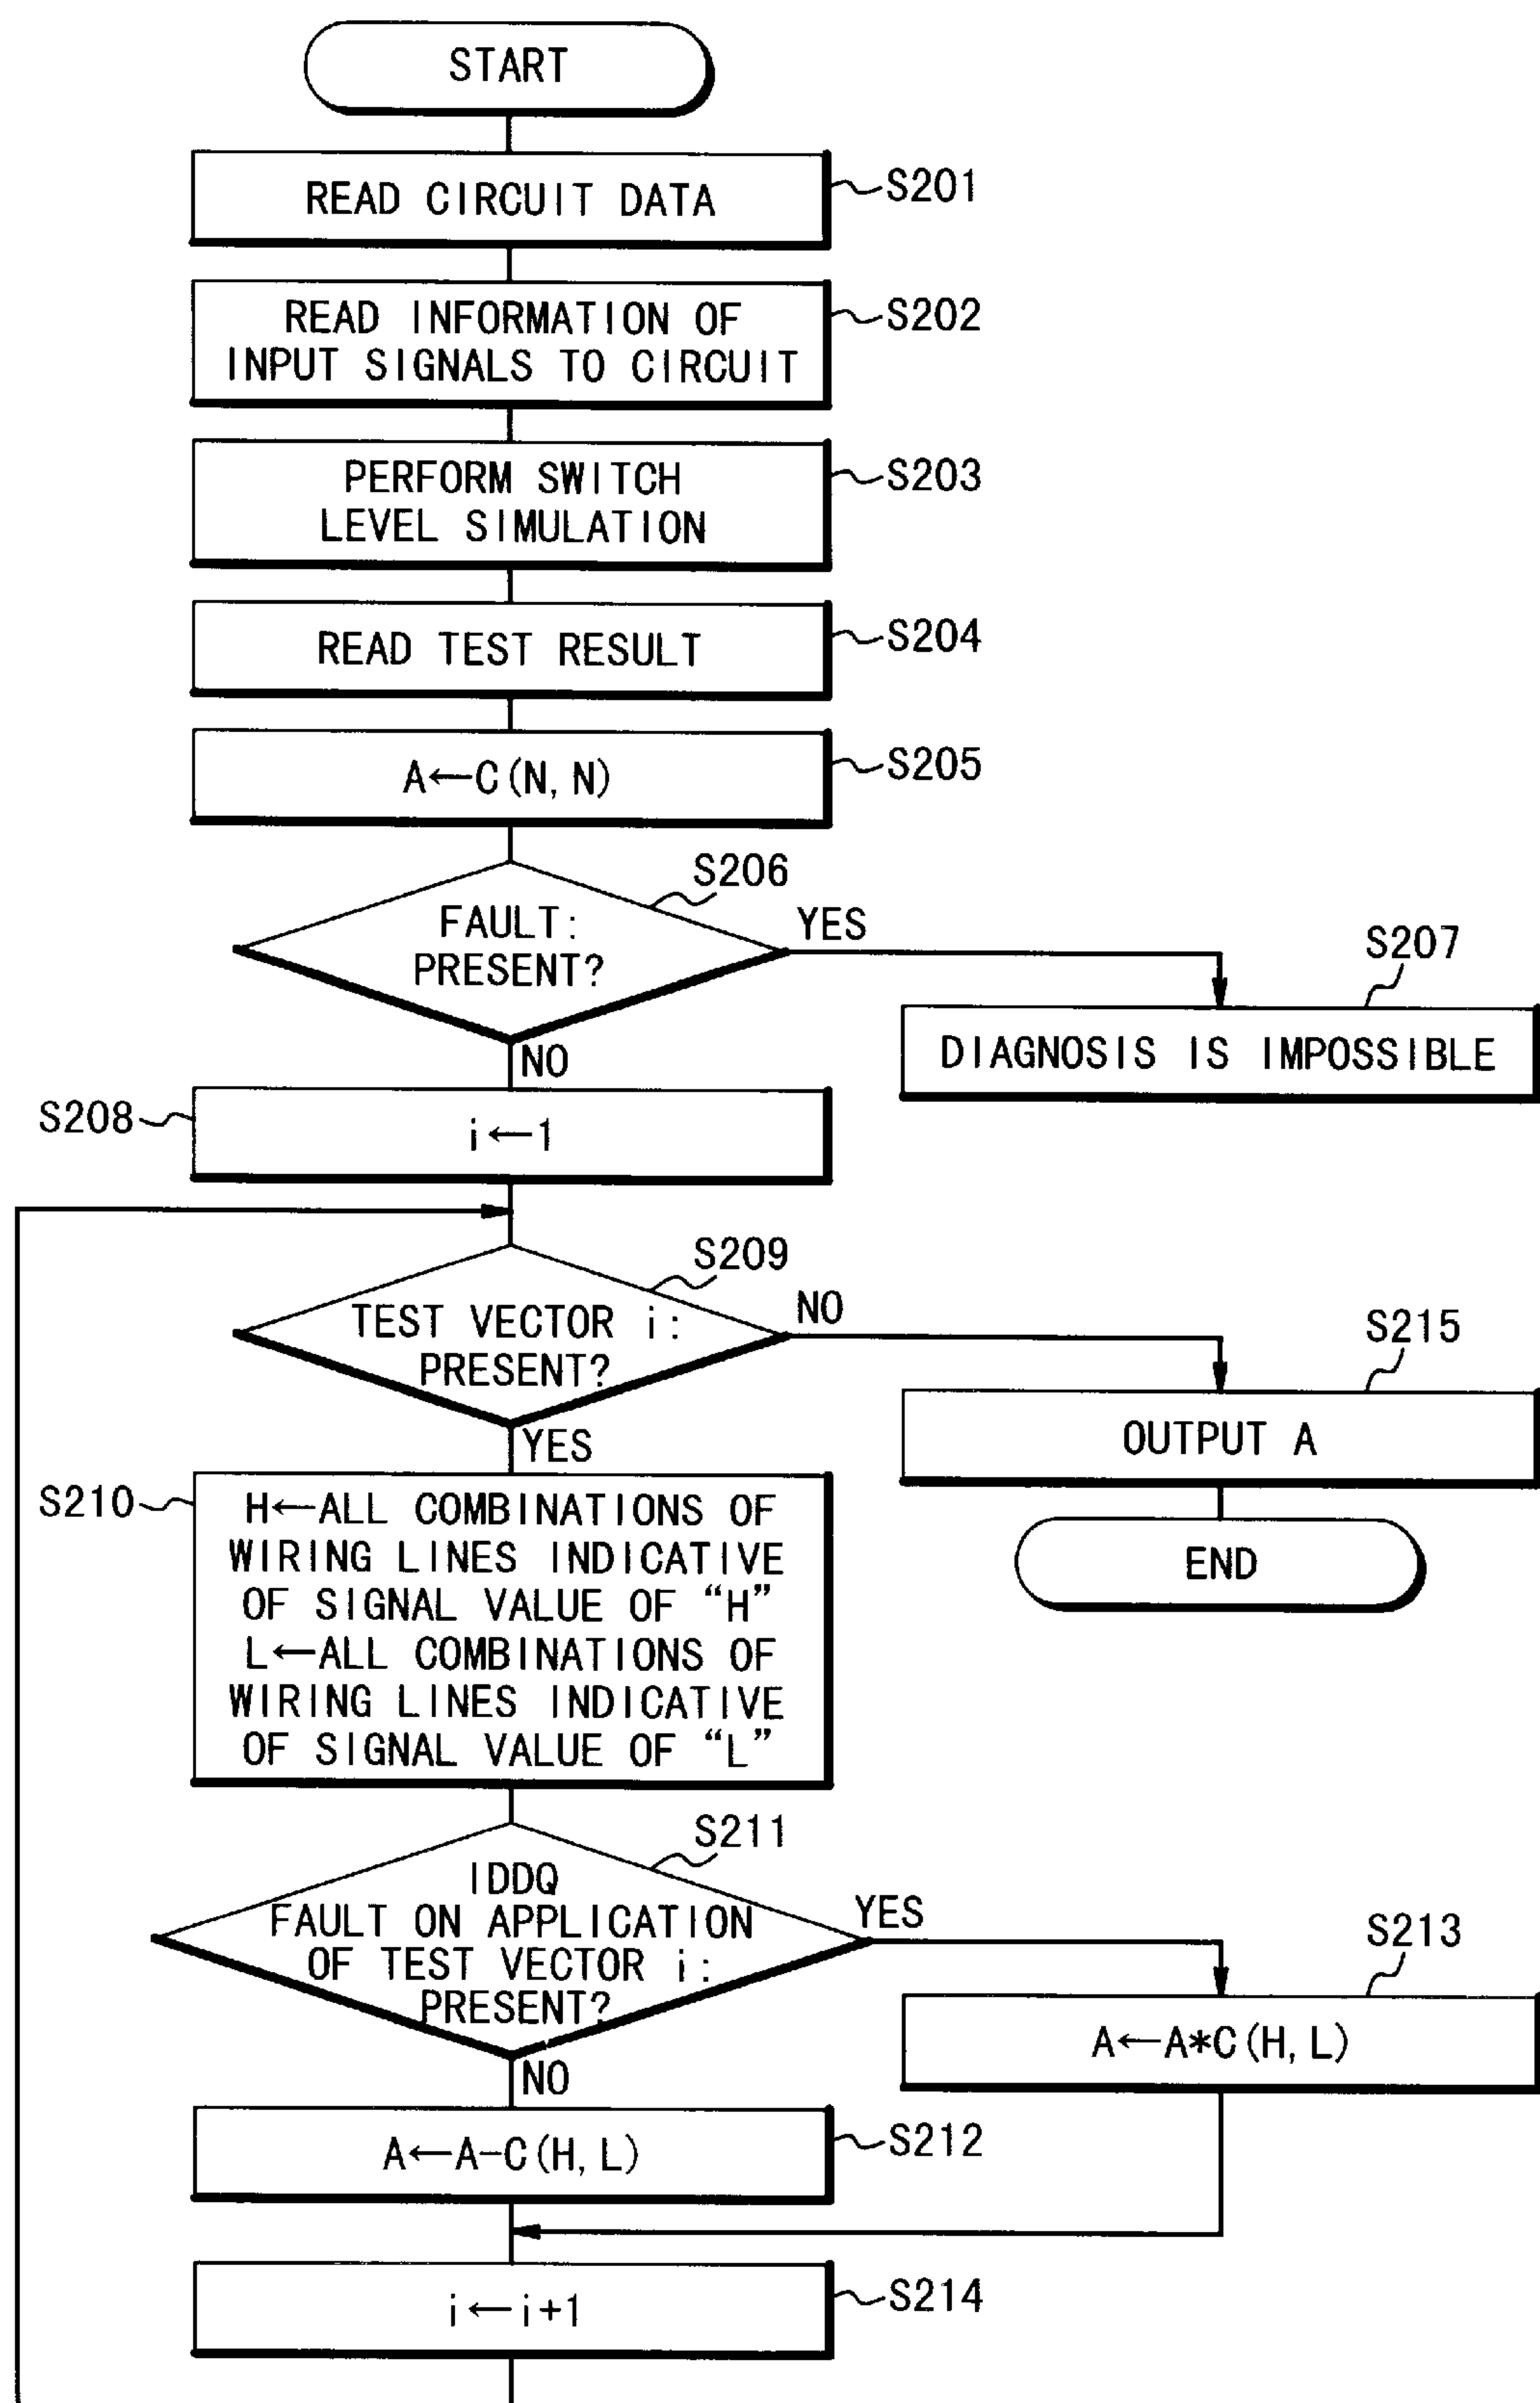 START
READ CIRCUIT DATA
S201
READ INFORMATION OF
INPUT SIGNALS TO CIRCUIT
S202
PERFORM SWITCH
LEVEL SIMULATION
S203
READ TEST RESULT
S204
A←C(N, N)
S205
S206
FAULT:
PRESENT?
YES
NO
S207
DIAGNOSIS IS IMPOSSIBLE
S208
i←1
S209
TEST VECTOR i:
PRESENT?
NO
YES
S215
OUTPUT A
END
S210
H←ALL COMBINATIONS OF
WIRING LINES INDICATIVE
OF SIGNAL VALUE OF “H”
L←ALL COMBINATIONS OF
WIRING LINES INDICATIVE
OF SIGNAL VALUE OF “L”
S211
IDDQ
FAULT ON APPLICATION
OF TEST VECTOR i:
PRESENT?
YES
NO
S213
A←A*C(H, L)
A←A-C(H, L)
S212
i←i+1
S214